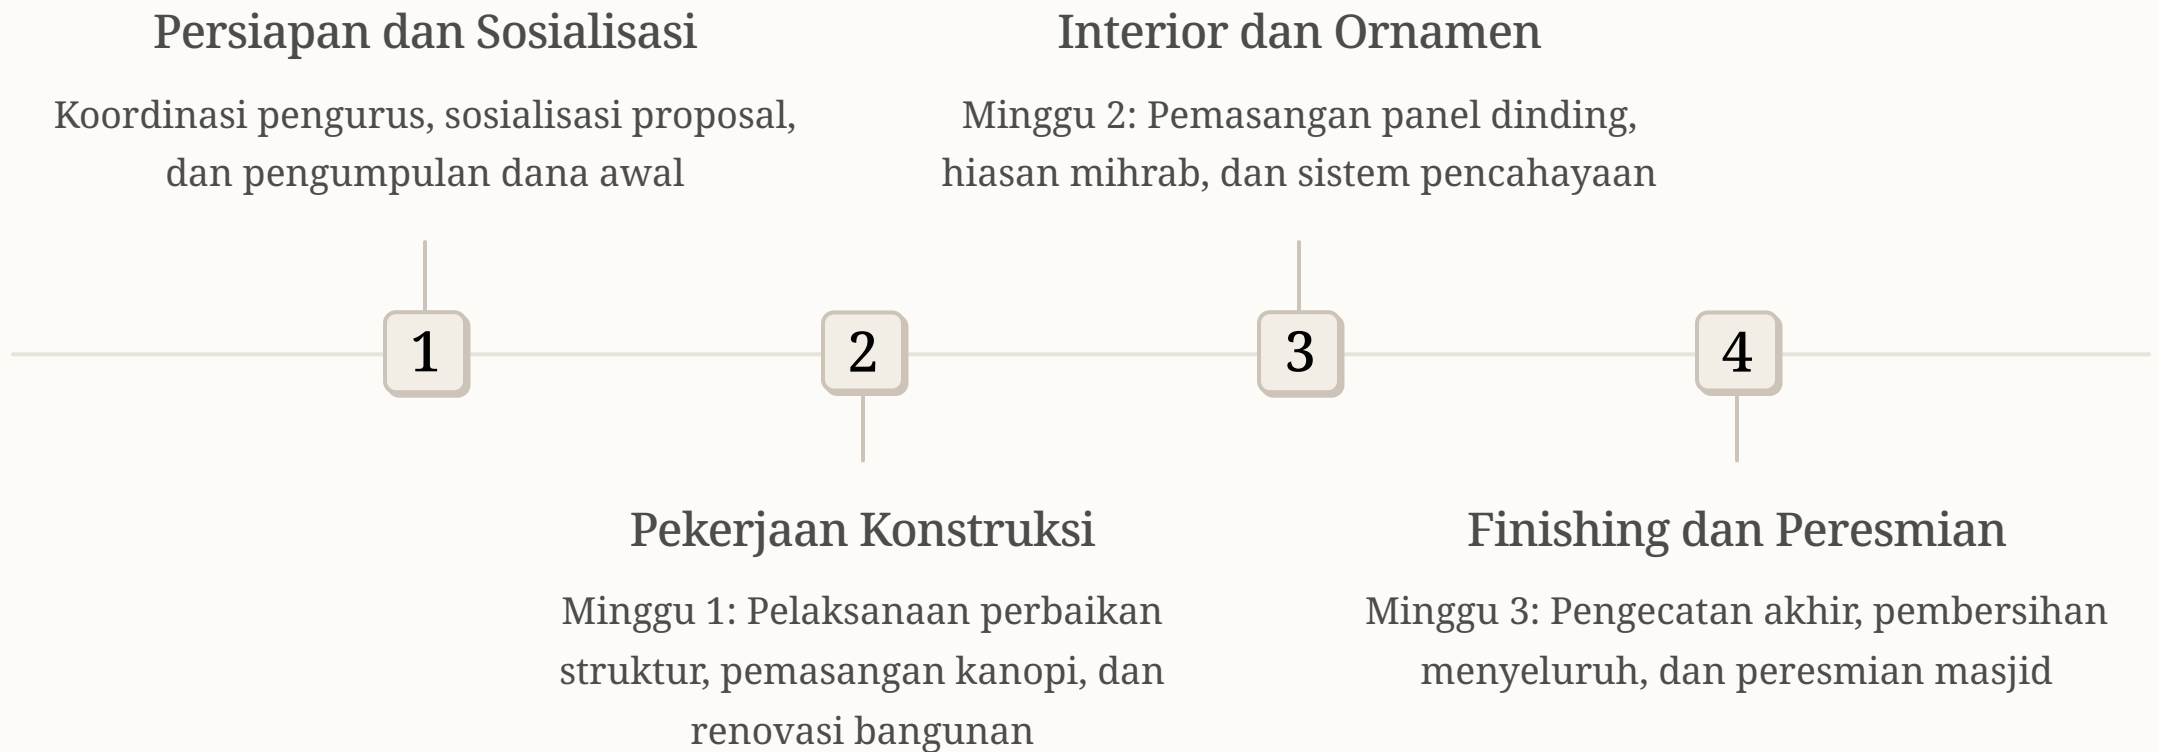 Persiapan dan Sosialisasi
Koordinasi pengurus, sosialisasi proposal,
dan pengumpulan dana awal
Interior dan Ornamen
Minggu 2: Pemasangan panel dinding,
hiasan mihrab, dan sistem pencahayaan
1
2
3
4
Pekerjaan Konstruksi
Minggu 1: Pelaksanaan perbaikan
struktur, pemasangan kanopi, dan
renovasi bangunan
Finishing dan Peresmian
Minggu 3: Pengecatan akhir, pembersihan
menyeluruh, dan peresmian masjid